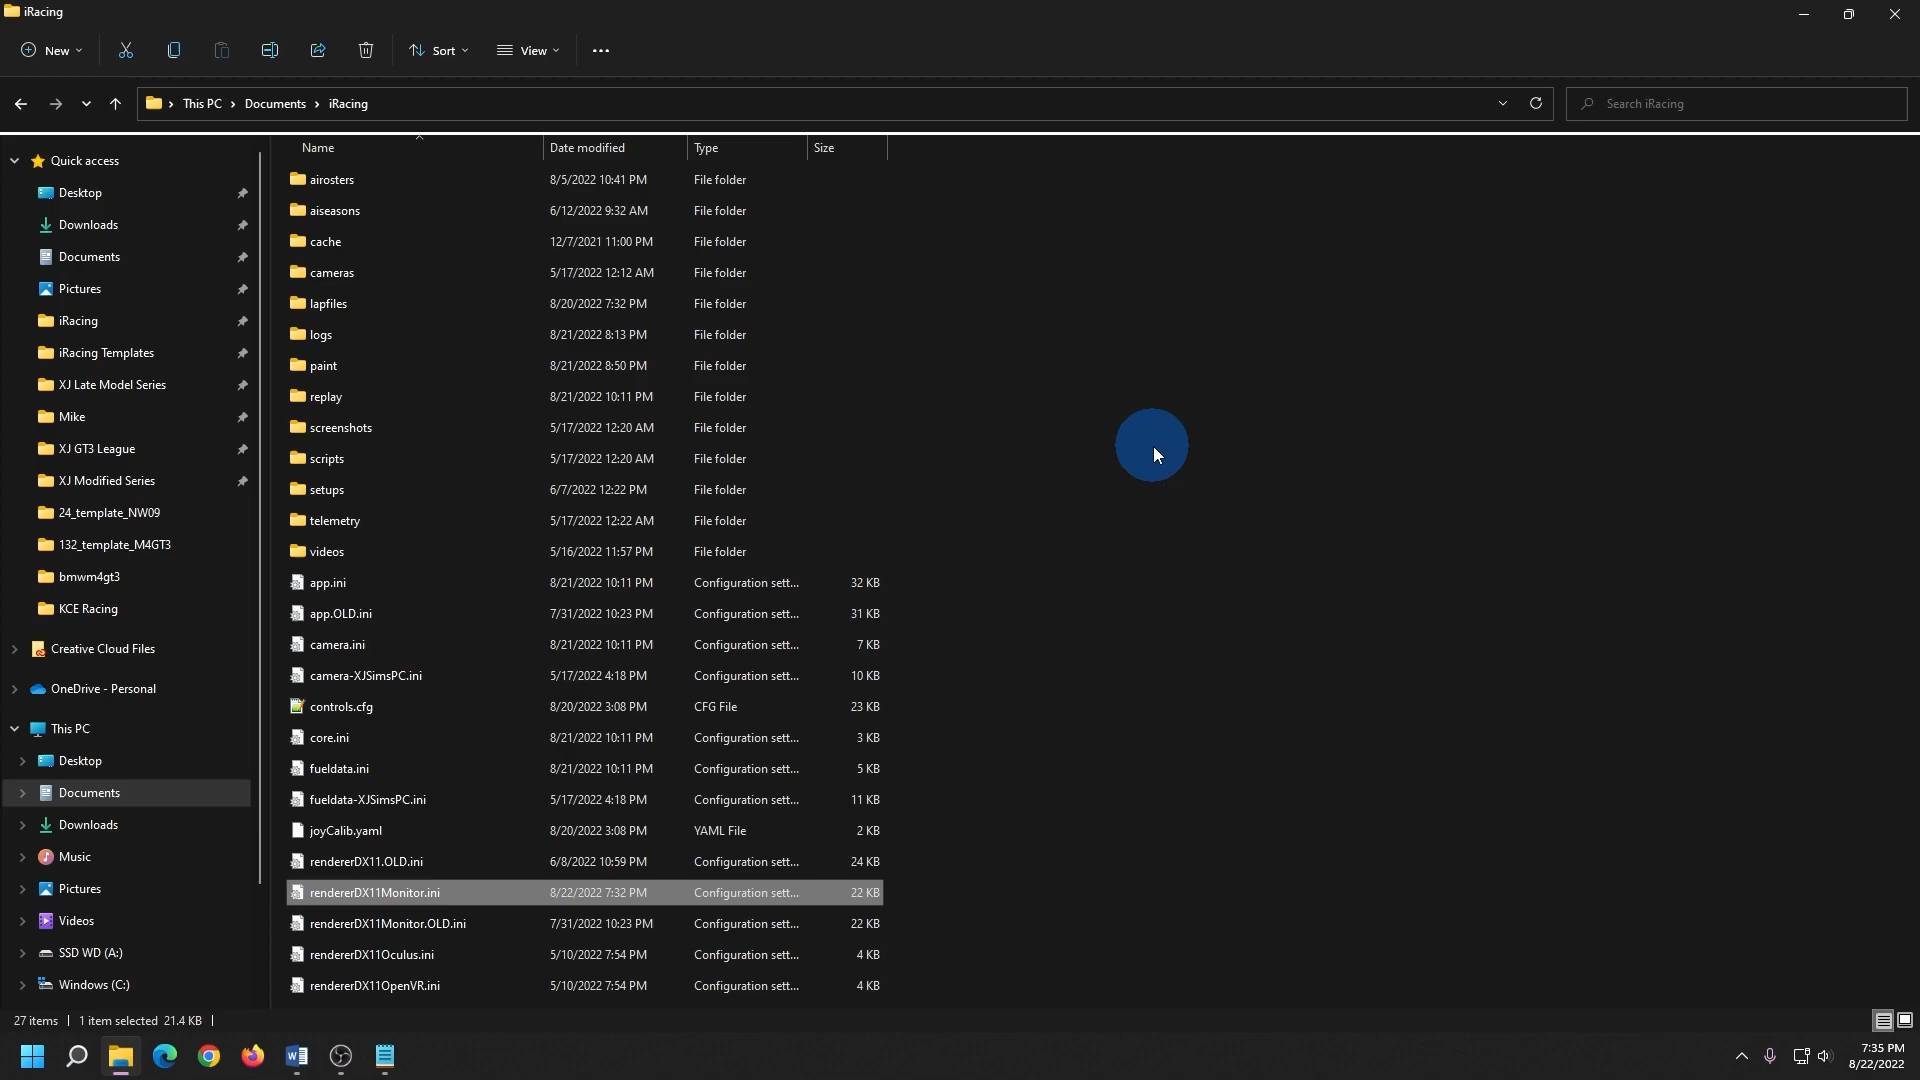 iRacing
New
Sort
View
This PC
Documents
iRacing
Search iRacing
Name
Date modified
Type
Size
Quick access
Desktop
Downloads
Documents
Pictures
iRacing
iRacing Templates
XJ Late Model Series
Mike
XJ GT3 League
XJ Modified Series
24_template_NW09
132_template_M4GT3
bmwm4gt3
KCE Racing
Creative Cloud Files
OneDrive - Personal
This PC
Desktop
Documents
Downloads
Music
Pictures
Videos
SSD WD (A:)
Windows (C:)
airosters 8/5/2022 10:41 PM File folder
aiseasons 6/12/2022 9:32 AM File folder
cache 12/7/2021 11:00 PM File folder
cameras 5/17/2022 12:12 AM File folder
lapfiles 8/20/2022 7:32 PM File folder
logs 8/21/2022 8:13 PM File folder
paint 8/21/2022 8:50 PM File folder
replay 8/21/2022 10:11 PM File folder
screenshots 5/17/2022 12:20 AM File folder
scripts 5/17/2022 12:20 AM File folder
setups 6/7/2022 12:22 PM File folder
telemetry 5/17/2022 12:22 AM File folder
videos 5/16/2022 11:57 PM File folder
app.ini 8/21/2022 10:11 PM Configuration sett... 32 KB
app.OLD.ini 7/31/2022 10:23 PM Configuration sett... 31 KB
camera.ini 8/21/2022 10:11 PM Configuration sett... 7 KB
camera-XJSimsPC.ini 5/17/2022 4:18 PM Configuration sett... 10 KB
controls.cfg 8/20/2022 3:08 PM CFG File 23 KB
core.ini 8/21/2022 10:11 PM Configuration sett... 3 KB
fueldata.ini 8/21/2022 10:11 PM Configuration sett... 5 KB
fueldata-XJSimsPC.ini 5/17/2022 4:18 PM Configuration sett... 11 KB
joyCalib.yaml 8/20/2022 3:08 PM YAML File 2 KB
rendererDX11.OLD.ini 6/8/2022 10:59 PM Configuration sett... 24 KB
rendererDX11Monitor.ini 8/22/2022 7:32 PM Configuration sett... 22 KB
rendererDX11Monitor.OLD.ini 7/31/2022 10:23 PM Configuration sett... 22 KB
rendererDX11Oculus.ini 5/10/2022 7:54 PM Configuration sett... 4 KB
rendererDX11OpenVR.ini 5/10/2022 7:54 PM Configuration sett... 4 KB
27 items
1 item selected 21.4 KB
7:35 PM
8/22/2022